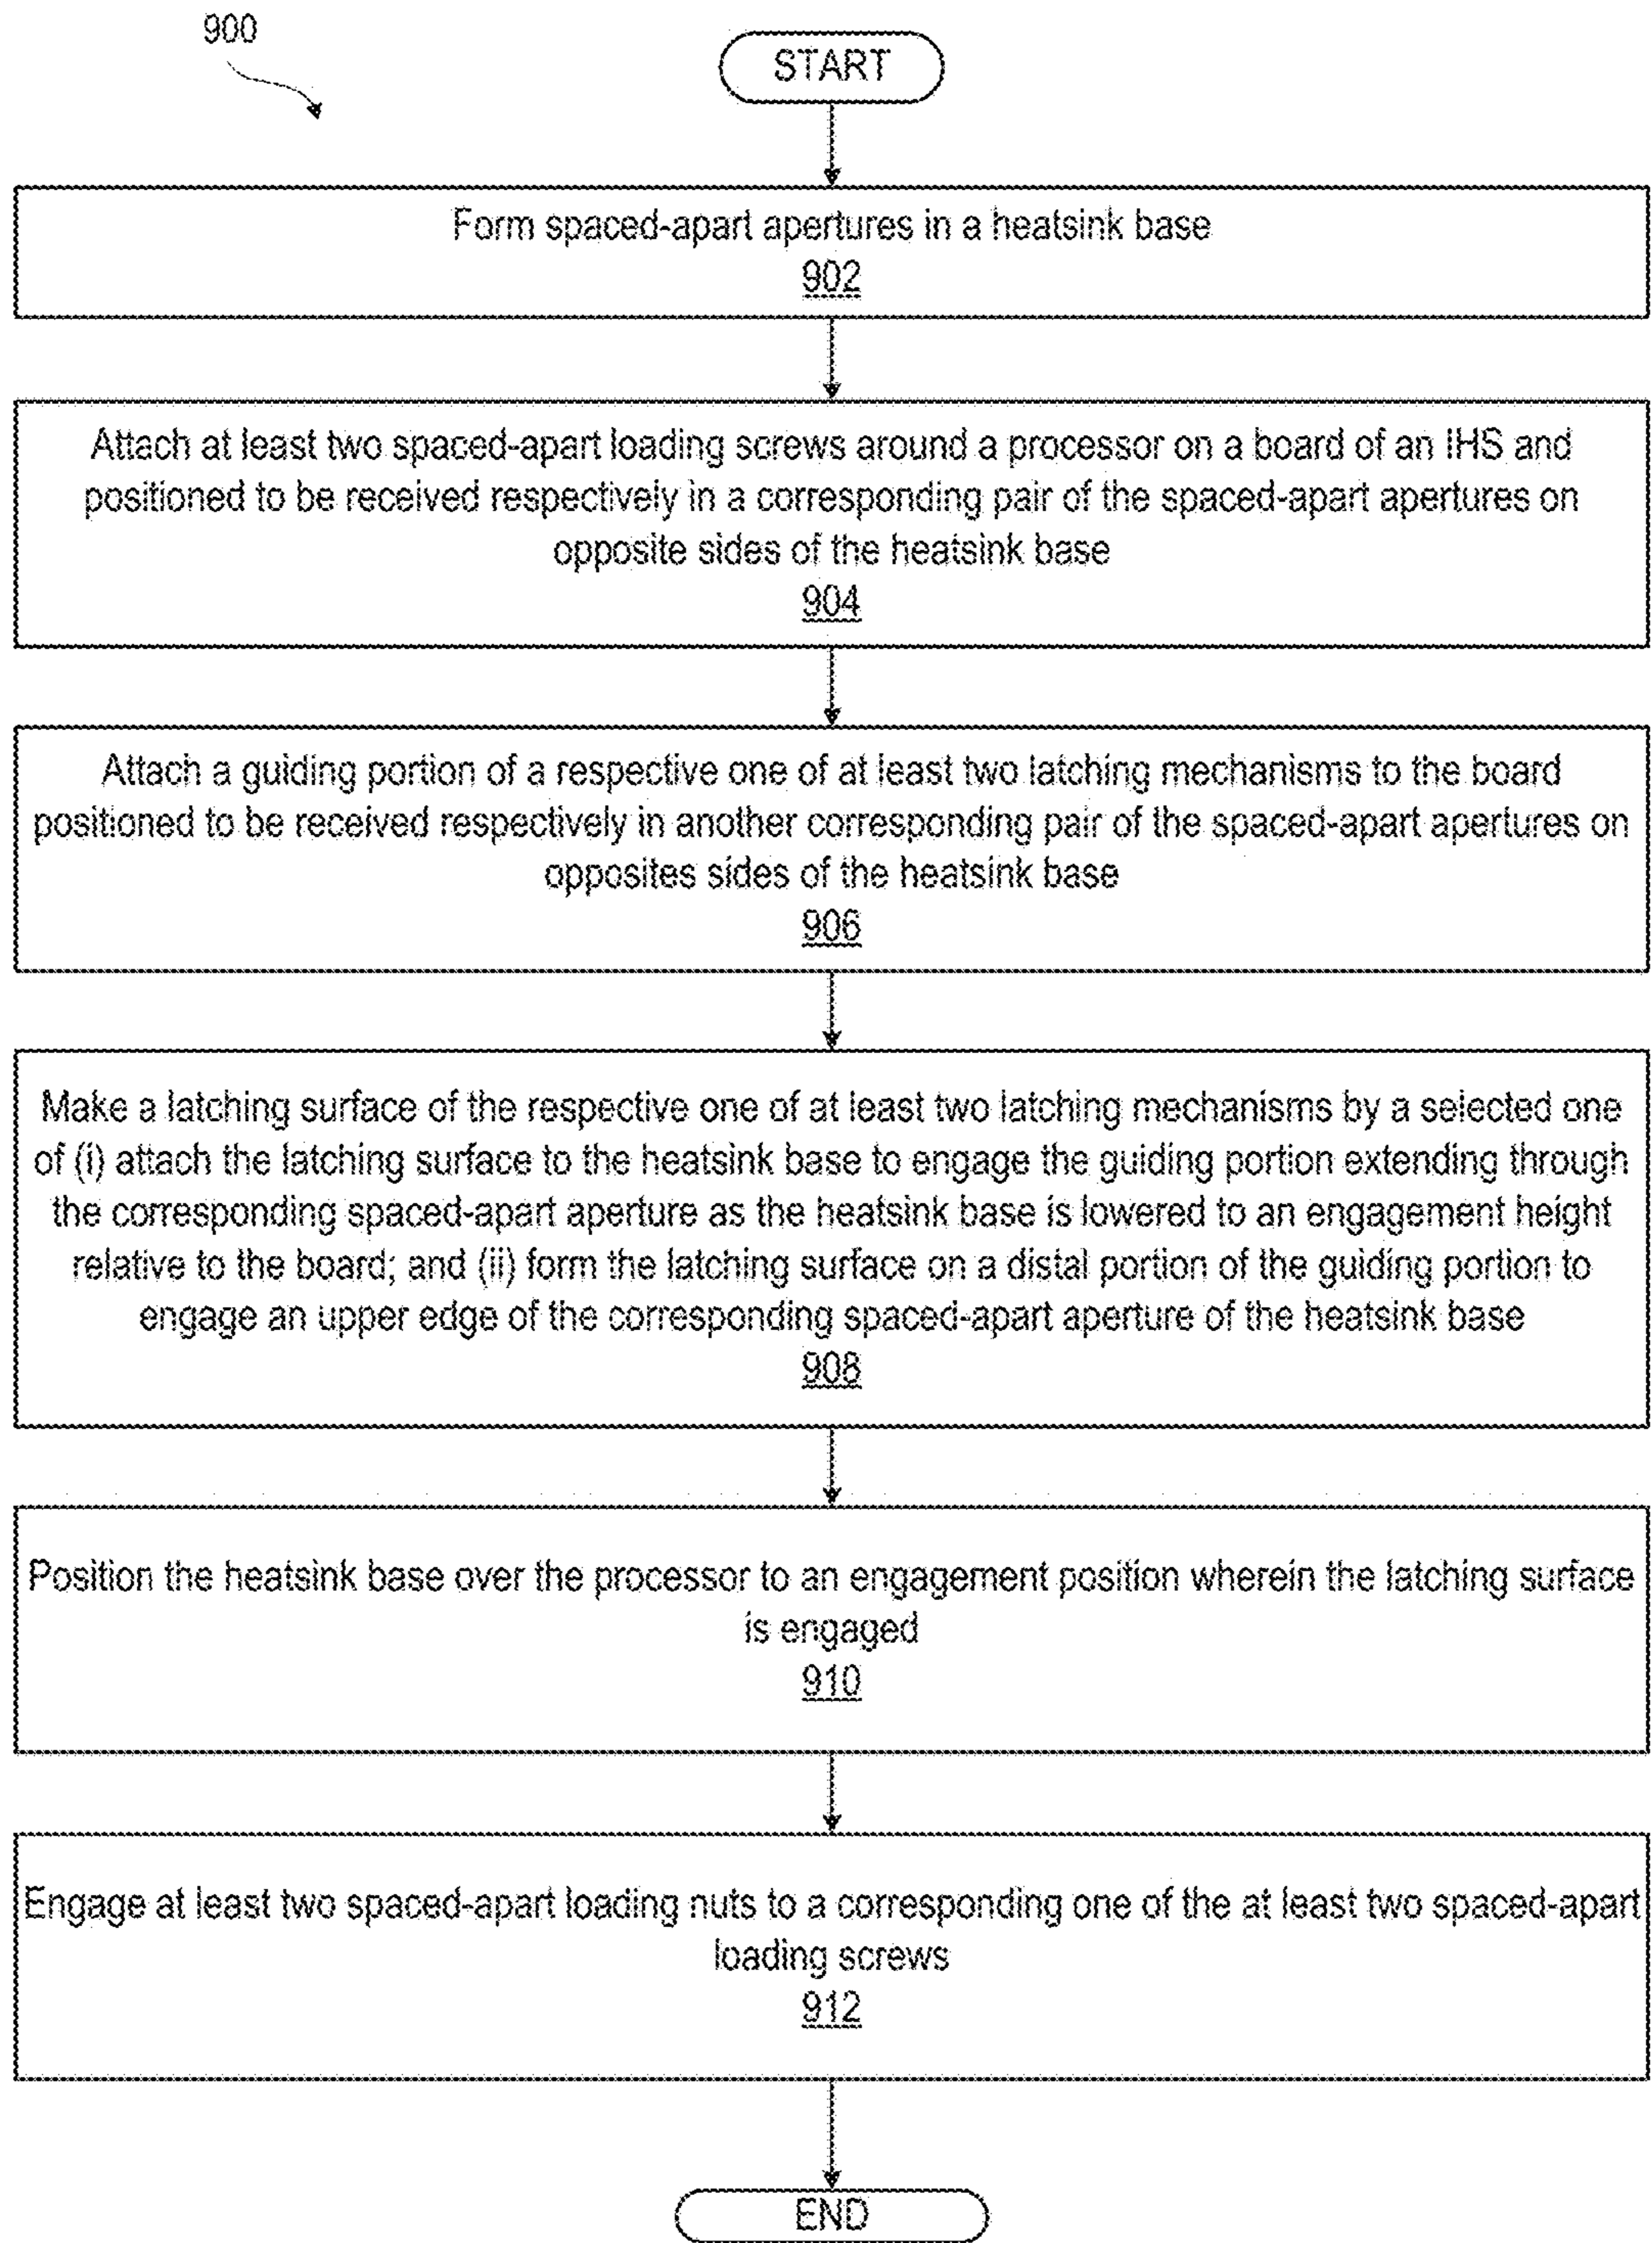 900
START
Form spaced-apart apertures in a heatsink base
902
Attach at least two spaced-apart loading screws around a processor on a board of an IHS and
positioned to be received respectively in a corresponding pair of the spaced-apart apertures on
opposite sides of the heatsink base
904
Attach a guiding portion of a respective one of at least two latching mechanisms to the board
positioned to be received respectively in another corresponding pair of the spaced-apart apertures on
opposites sides of the heatsink base
906
Make a latching surface of the respective one of at least two latching mechanisms by a selected one
of (i) attach the latching surface to the heatsink base to engage the guiding portion extending through
the corresponding spaced-apart aperture as the heatsink base is lowered to an engagement height
relative to the board; and (ii) form the latching surface on a distal portion of the guiding portion to
engage an upper edge of the corresponding spaced-apart aperture of the heatsink base
908
Position the heatsink base over the processor to an engagement position wherein the latching surface
is engaged
910
Engage at least two spaced-apart loading nuts to a corresponding one of the at least two spaced-apart
loading screws
912
END